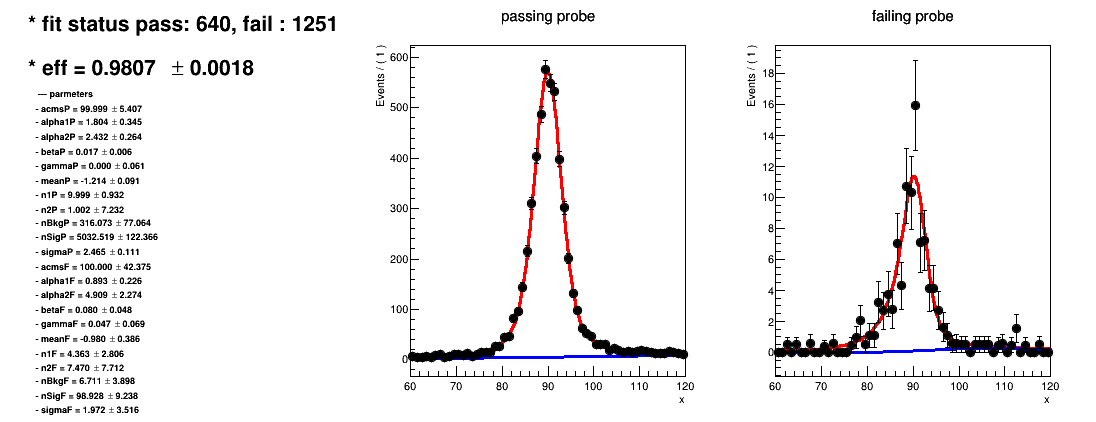 * fit status pass: 640, fail : 1251
* eff = 0.9807 ± 0.0018
--- parmeters
- acmsP = 99.999 ± 5.407
- alpha1P = 1.804 ± 0.345
- alpha2P = 2.432 ± 0.264
- betaP = 0.017 ± 0.006
- gammaP = 0.000 ± 0.061
- meanP = -1.214 ± 0.091
- n1P = 9.999 ± 0.932
- n2P = 1.002 ± 7.232
- nBkgP = 316.073 ± 77.064
- nSigP = 5032.519 ± 122.366
- sigmaP = 2.465 ± 0.111
- acmsF = 100.000 ± 42.375
- alpha1F = 0.893 ± 0.226
- alpha2F = 4.909 ± 2.274
- betaF = 0.080 ± 0.048
- gammaF = 0.047 ± 0.069
- meanF = -0.980 ± 0.386
- n1F = 4.363 ± 2.806
- n2F = 7.470 ± 7.712
- nBkgF = 6.711 ± 3.898
- nSigF = 98.928 ± 9.238
- sigmaF = 1.972 ± 3.516
passing probe
Events / ( 1 )
600
500
400
300
200
100
0
60 70 80 90 100 110 120
x
failing probe
Events / ( 1 )
18
16
14
12
10
8
6
4
2
0
60 70 80 90 100 110 120
x